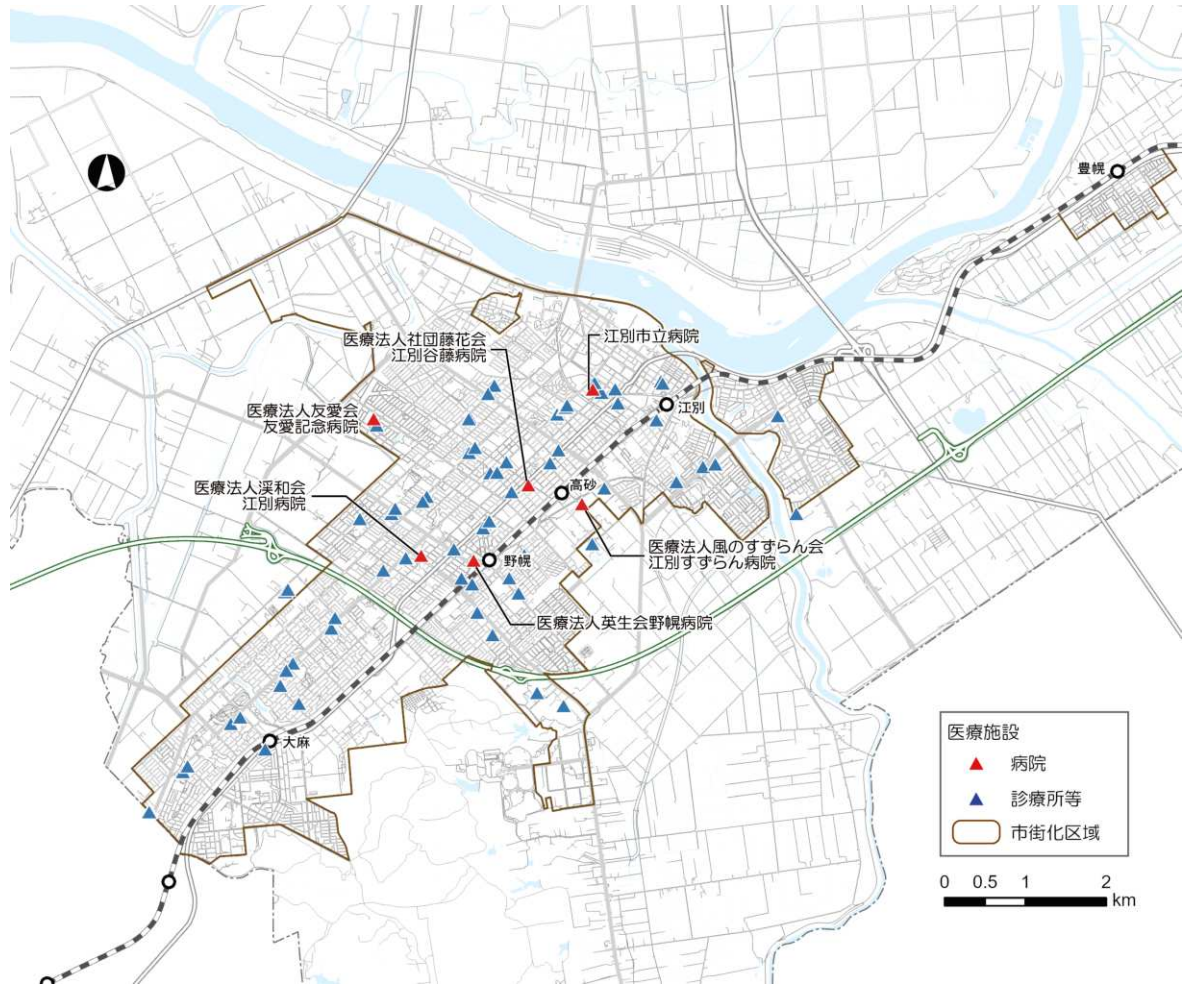 豊幌
医療法人社団藤花会
江別谷藤病院
江別市立病院
医療法人友愛会
友愛記念病院
江別
医療法人渓和会
江別病院
高砂
医療法人風のすずらん会
江別すずらん病院
野幌
医療法人英生会野幌病院
大麻
医療施設
病院
診療所等
市街化区域
0 0.5 1 2
km